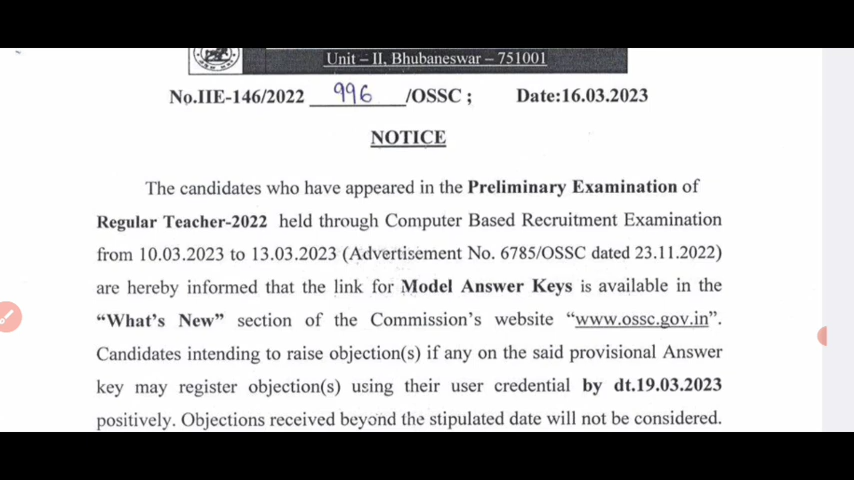 Unit – II, Bhubaneswar – 751001
No.IIE-146/2022 996 /OSSC ; Date:16.03.2023
NOTICE
The candidates who have appeared in the Preliminary Examination of
Regular Teacher-2022 held through Computer Based Recruitment Examination
from 10.03.2023 to 13.03.2023 (Advertisement No. 6785/OSSC dated 23.11.2022)
are hereby informed that the link for Model Answer Keys is available in the
“What’s New” section of the Commission’s website “www.ossc.gov.in”.
Candidates intending to raise objection(s) if any on the said provisional Answer
key may register objection(s) using their user credential by dt.19.03.2023
positively. Objections received beyond the stipulated date will not be considered.